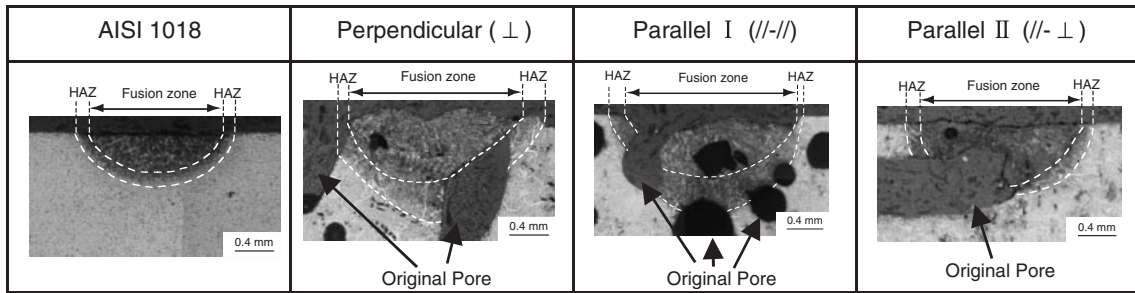 AISI 1018
Perpendicular (⊥)
Parallel Ⅰ (//-//)
Parallel Ⅱ (//-⊥)
HAZ Fusion zone HAZ
0.4 mm
HAZ Fusion zone HAZ
0.4 mm
Original Pore
HAZ Fusion zone HAZ
0.4 mm
Original Pore
HAZ Fusion zone HAZ
0.4 mm
Original Pore